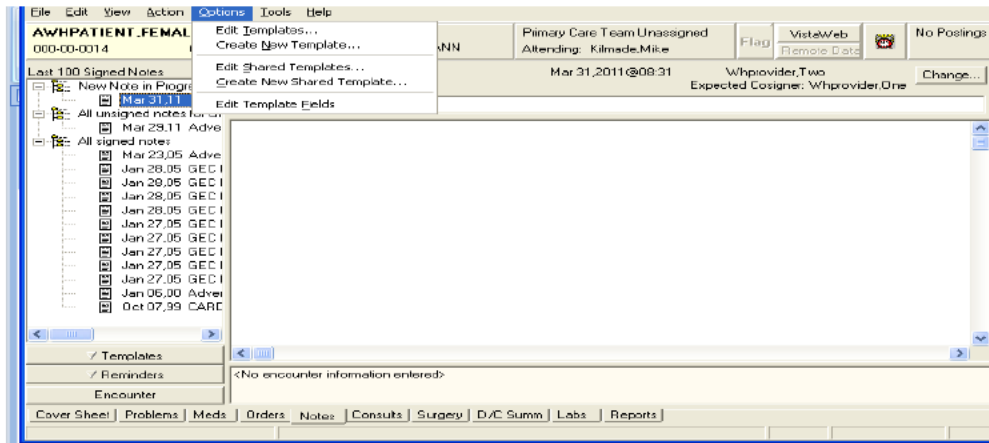 File Edit View Action Options Tools Help
AWHPATIENT,FEMAL
000-00-0014
ANN
Primary Care Team Unassigned
Attending: Kilmade,Mike
Flag
VistaWeb
Remote Data
No Postings
Edit Templates...
Create New Template...
Edit Shared Templates...
Create New Shared Template...
Edit Template Fields
Last 100 Signed Notes
Mar 31,2011@08:31
Whprovider,Two
Change...
Expected Cosigner: Whprovider,One
New Note in Progre
Mar 31,11
All unsigned notes for
Mar 29,11 Adve
All signed notes
Mar 23,05 Adve
Jan 28,05 GEC
Jan 28,05 GEC
Jan 28,05 GEC
Jan 28,05 GEC
Jan 27,05 GEC
Jan 27,05 GEC
Jan 27,05 GEC
Jan 27,05 GEC
Jan 27,05 GEC
Jan 06,00 Adver
Oct 07,99 CARD
/ Templates
/ Reminders
Encounter
<No encounter information entered>
Cover Sheet Problems Meds Orders Notes Consults Surgery D/C Summ Labs Reports